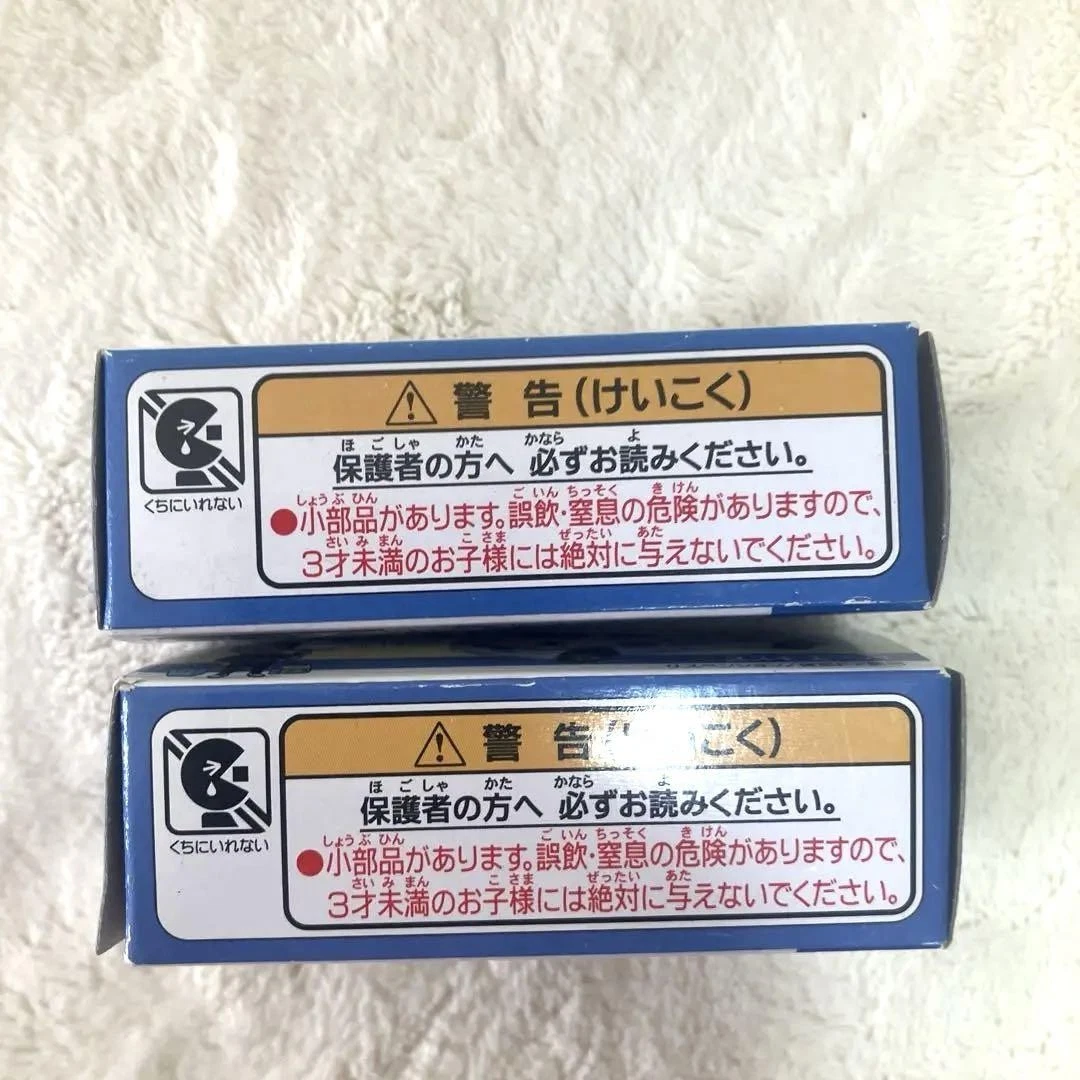 警告(けいこく)
ほごしゃ かた かなら よ
保護者の方へ 必ずお読みください。
くちにいれない
しょうぶひん ごいん ちっそく きけん
●小部品があります。誤飲・窒息の危険がありますので、
さいみまん こさま ぜったい あた
3才未満のお子様には絶対に与えないでください。
警告(けいこく)
ほごしゃ かた かなら よ
保護者の方へ 必ずお読みください。
くちにいれない
しょうぶひん ごいん ちっそく きけん
●小部品があります。誤飲・窒息の危険がありますので、
さいみまん こさま ぜったい あた
3才未満のお子様には絶対に与えないでください。